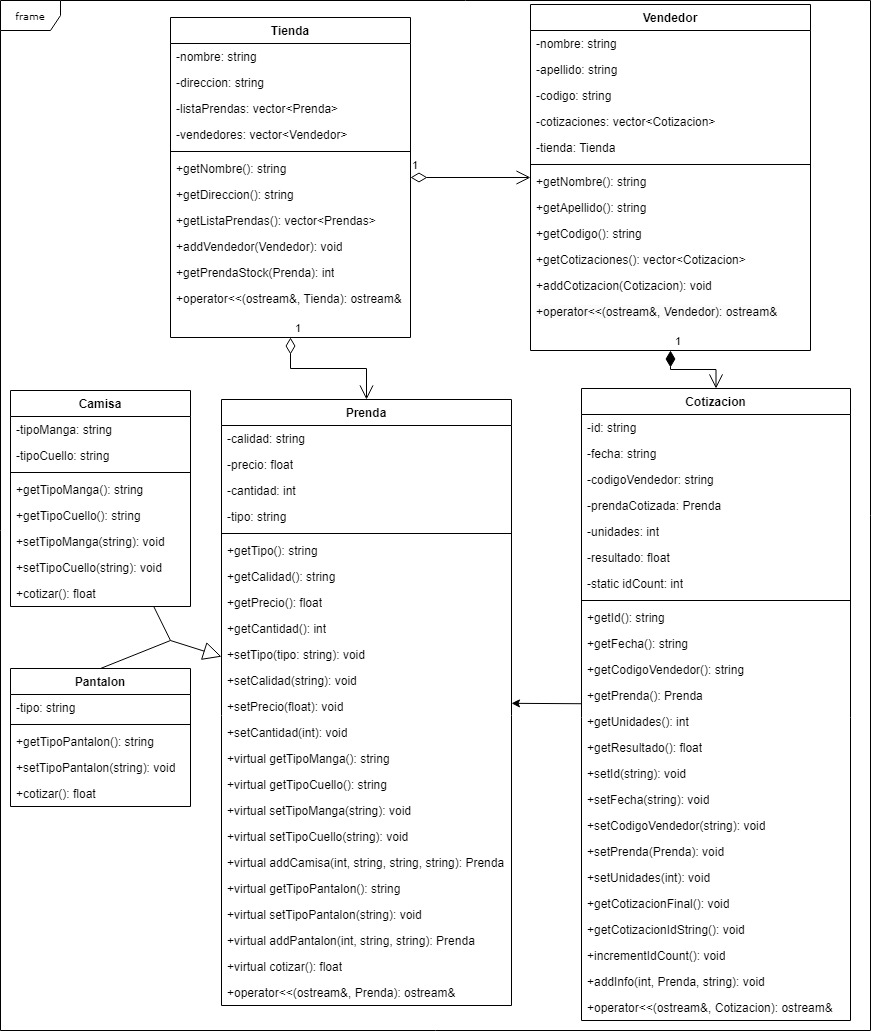 frame
Tienda
-nombre: string
-direccion: string
-listaPrendas: vector<Prenda>
-vendedores: vector<Vendedor>
+getNombre(): string
+getDireccion(): string
+getListaPrendas(): vector<Prendas>
+addVendedor(Vendedor): void
+getPrendaStock(Prenda): int
+operator<<(ostream&, Tienda): ostream&
1
1
Vendedor
-nombre: string
-apellido: string
-codigo: string
-cotizaciones: vector<Cotizacion>
-tienda: Tienda
+getNombre(): string
+getApellido(): string
+getCodigo(): string
+getCotizaciones(): vector<Cotizacion>
+addCotizacion(Cotizacion): void
+operator<<(ostream&, Vendedor): ostream&
1
Camisa
-tipoManga: string
-tipoCuello: string
+getTipoManga(): string
+getTipoCuello(): string
+setTipoManga(string): void
+setTipoCuello(string): void
+cotizar(): float
Pantalon
-tipo: string
+getTipoPantalon(): string
+setTipoPantalon(string): void
+cotizar(): float
Prenda
-calidad: string
-precio: float
-cantidad: int
-tipo: string
+getTipo(): string
+getCalidad(): string
+getPrecio(): float
+getCantidad(): int
+setTipo(tipo: string): void
+setCalidad(string): void
+setPrecio(float): void
+setCantidad(int): void
+virtual getTipoManga(): string
+virtual getTipoCuello(): string
+virtual setTipoManga(string): void
+virtual setTipoCuello(string): void
+virtual addCamisa(int, string, string, string): Prenda
+virtual getTipoPantalon(): string
+virtual setTipoPantalon(string): void
+virtual addPantalon(int, string, string): Prenda
+virtual cotizar(): float
+operator<<(ostream&, Prenda): ostream&
Cotizacion
-id: string
-fecha: string
-codigoVendedor: string
-prendaCotizada: Prenda
-unidades: int
-resultado: float
-static idCount: int
+getId(): string
+getFecha(): string
+getCodigoVendedor(): string
+getPrenda(): Prenda
+getUnidades(): int
+getResultado(): float
+setId(string): void
+setFecha(string): void
+setCodigoVendedor(string): void
+setPrenda(Prenda): void
+setUnidades(int): void
+getCotizacionFinal(): void
+getCotizacionIdString(): void
+incrementIdCount(): void
+addInfo(int, Prenda, string): void
+operator<<(ostream&, Cotizacion): ostream&